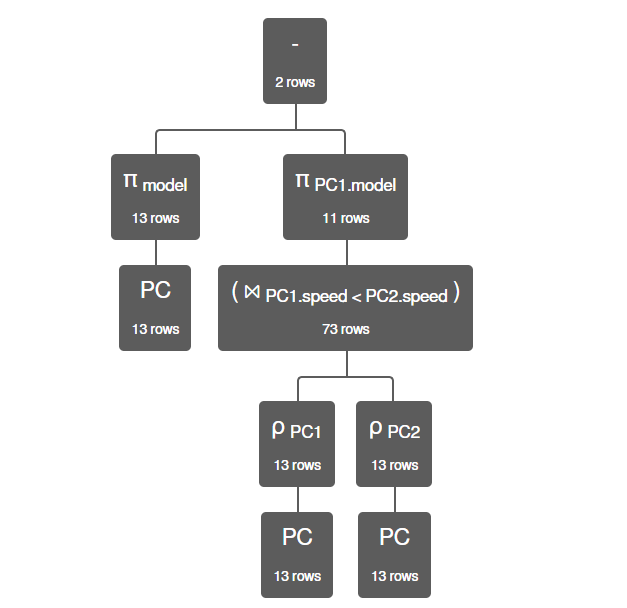 -
2 rows
π model
13 rows
π PC1.model
11 rows
PC
13 rows
( ⋈ PC1.speed < PC2.speed )
73 rows
ρ PC1
13 rows
ρ PC2
13 rows
PC
13 rows
PC
13 rows